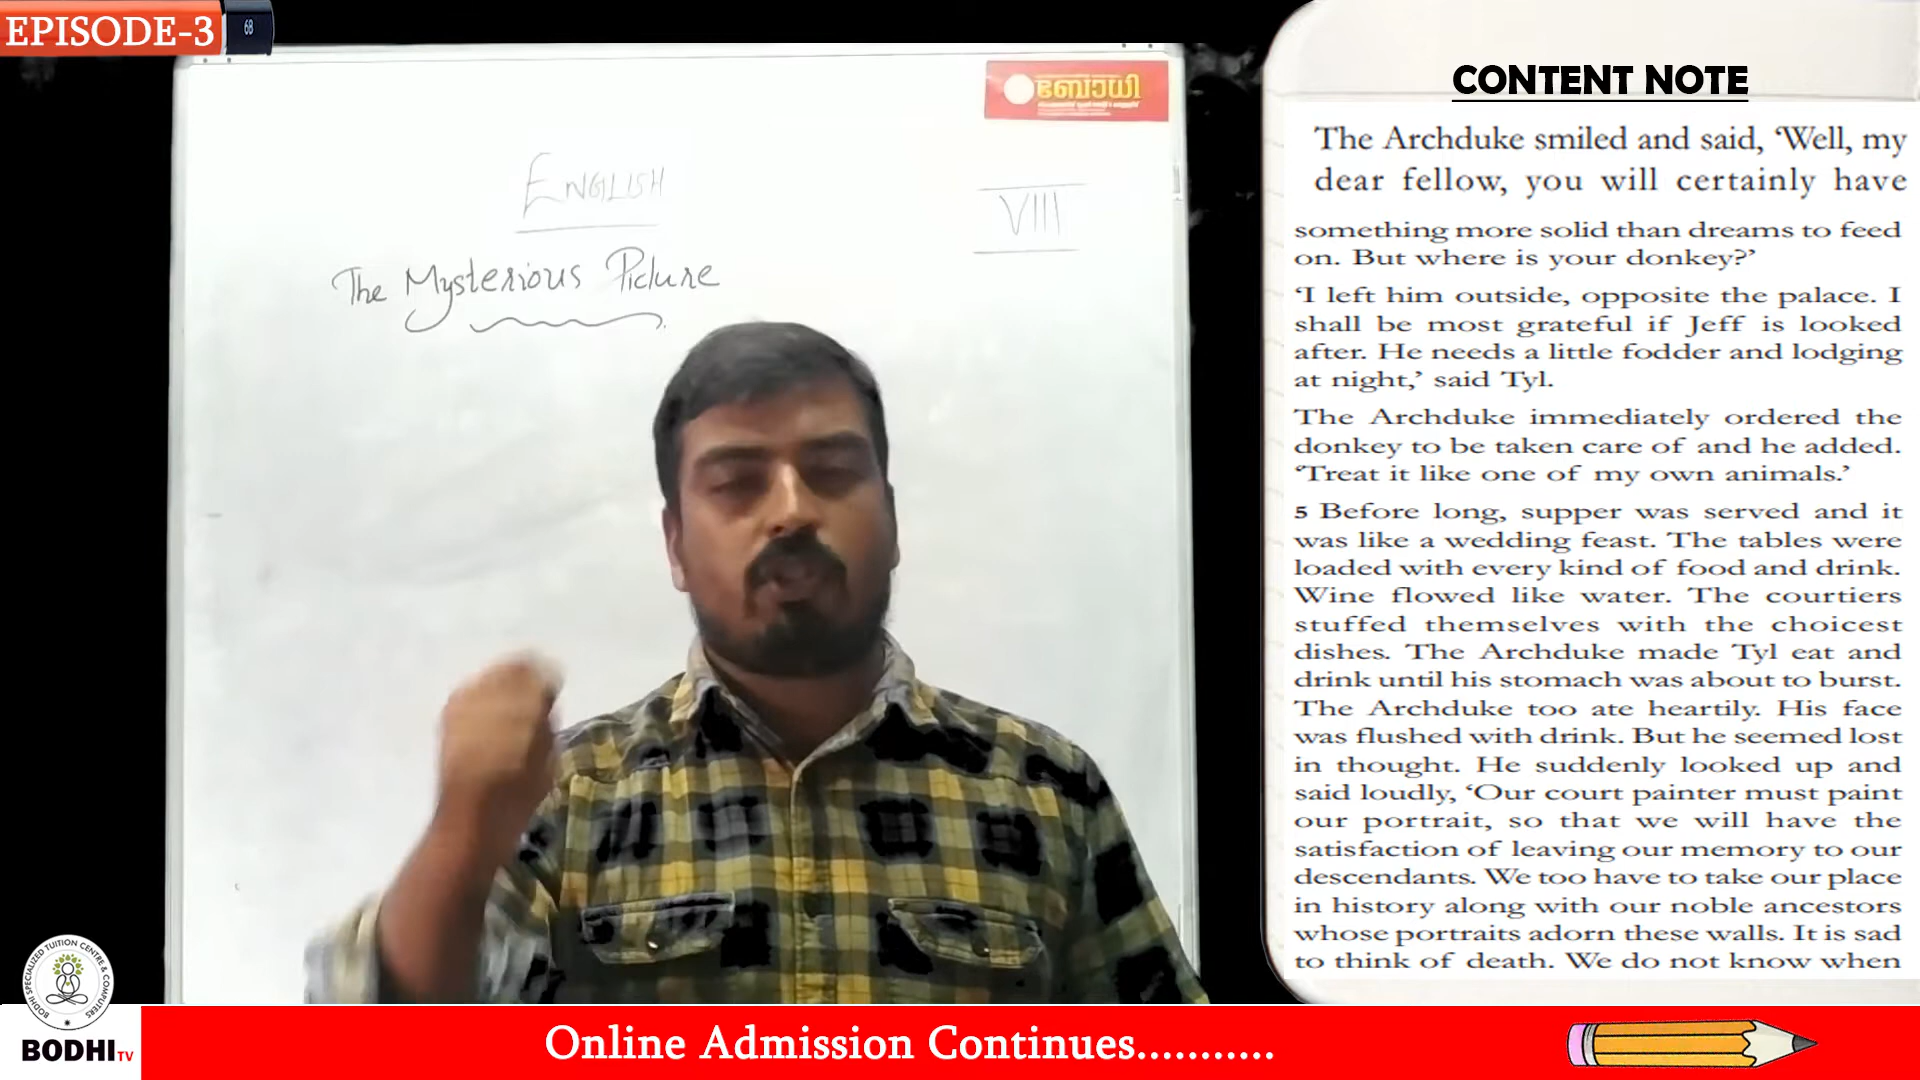 EPISODE-3
68
ബോധി
ENGLISH
VIII
The Mysterious Picture
CONTENT NOTE
The Archduke smiled and said, ‘Well, my
dear fellow, you will certainly have
something more solid than dreams to feed
on. But where is your donkey?’
‘I left him outside, opposite the palace. I
shall be most grateful if Jeff is looked
after. He needs a little fodder and lodging
at night,’ said Tyl.
The Archduke immediately ordered the
donkey to be taken care of and he added.
‘Treat it like one of my own animals.’
5 Before long, supper was served and it
was like a wedding feast. The tables were
loaded with every kind of food and drink.
Wine flowed like water. The courtiers
stuffed themselves with the choicest
dishes. The Archduke made Tyl eat and
drink until his stomach was about to burst.
The Archduke too ate heartily. His face
was flushed with drink. But he seemed lost
in thought. He suddenly looked up and
said loudly, ‘Our court painter must paint
our portrait, so that we will have the
satisfaction of leaving our memory to our
descendants. We too have to take our place
in history along with our noble ancestors
whose portraits adorn these walls. It is sad
to think of death. We do not know when
BODHI SPECIALIZED TUITION CENTRE & COMPUTERS
BODHI TV
Online Admission Continues...........